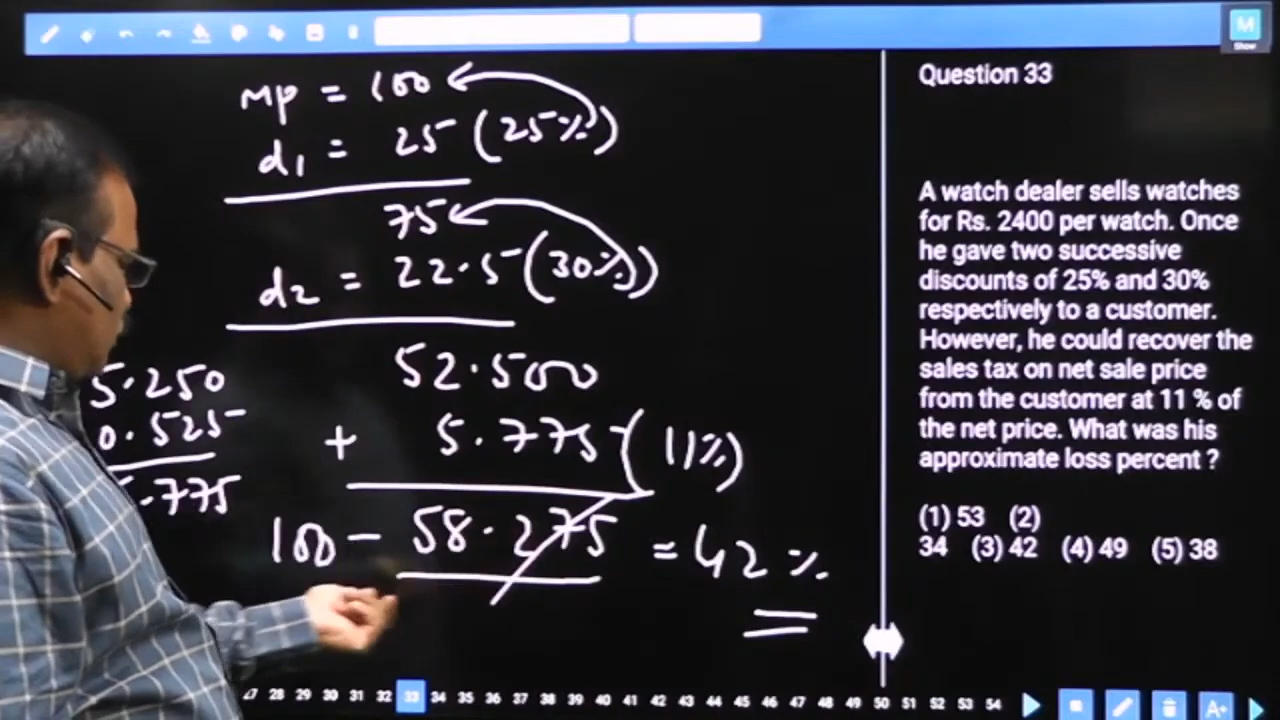 M
Show
MP = 100
d1 = 25 (25%)
75
d2 = 22.5 (30%)
52.500
+ 5.775 (11%)
100 - 58.275 = 42 %
5.250
0.525
.775
Question 33
A watch dealer sells watches
for Rs. 2400 per watch. Once
he gave two successive
discounts of 25% and 30%
respectively to a customer.
However, he could recover the
sales tax on net sale price
from the customer at 11 % of
the net price. What was his
approximate loss percent ?
(1) 53 (2)
34 (3) 42 (4) 49 (5) 38
28 29 30 31 32 33 34 35 36 37 38 39 40 41 42 43 44 45 46 47 48 49 50 51 52 53 54
A+